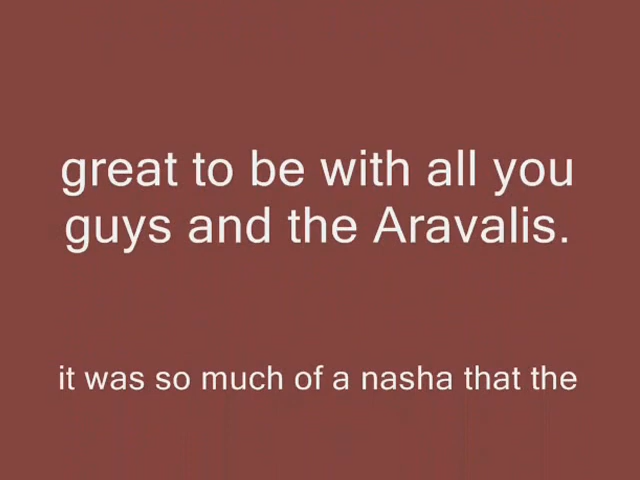 great to be with all you
guys and the Aravalis.
it was so much of a nasha that the